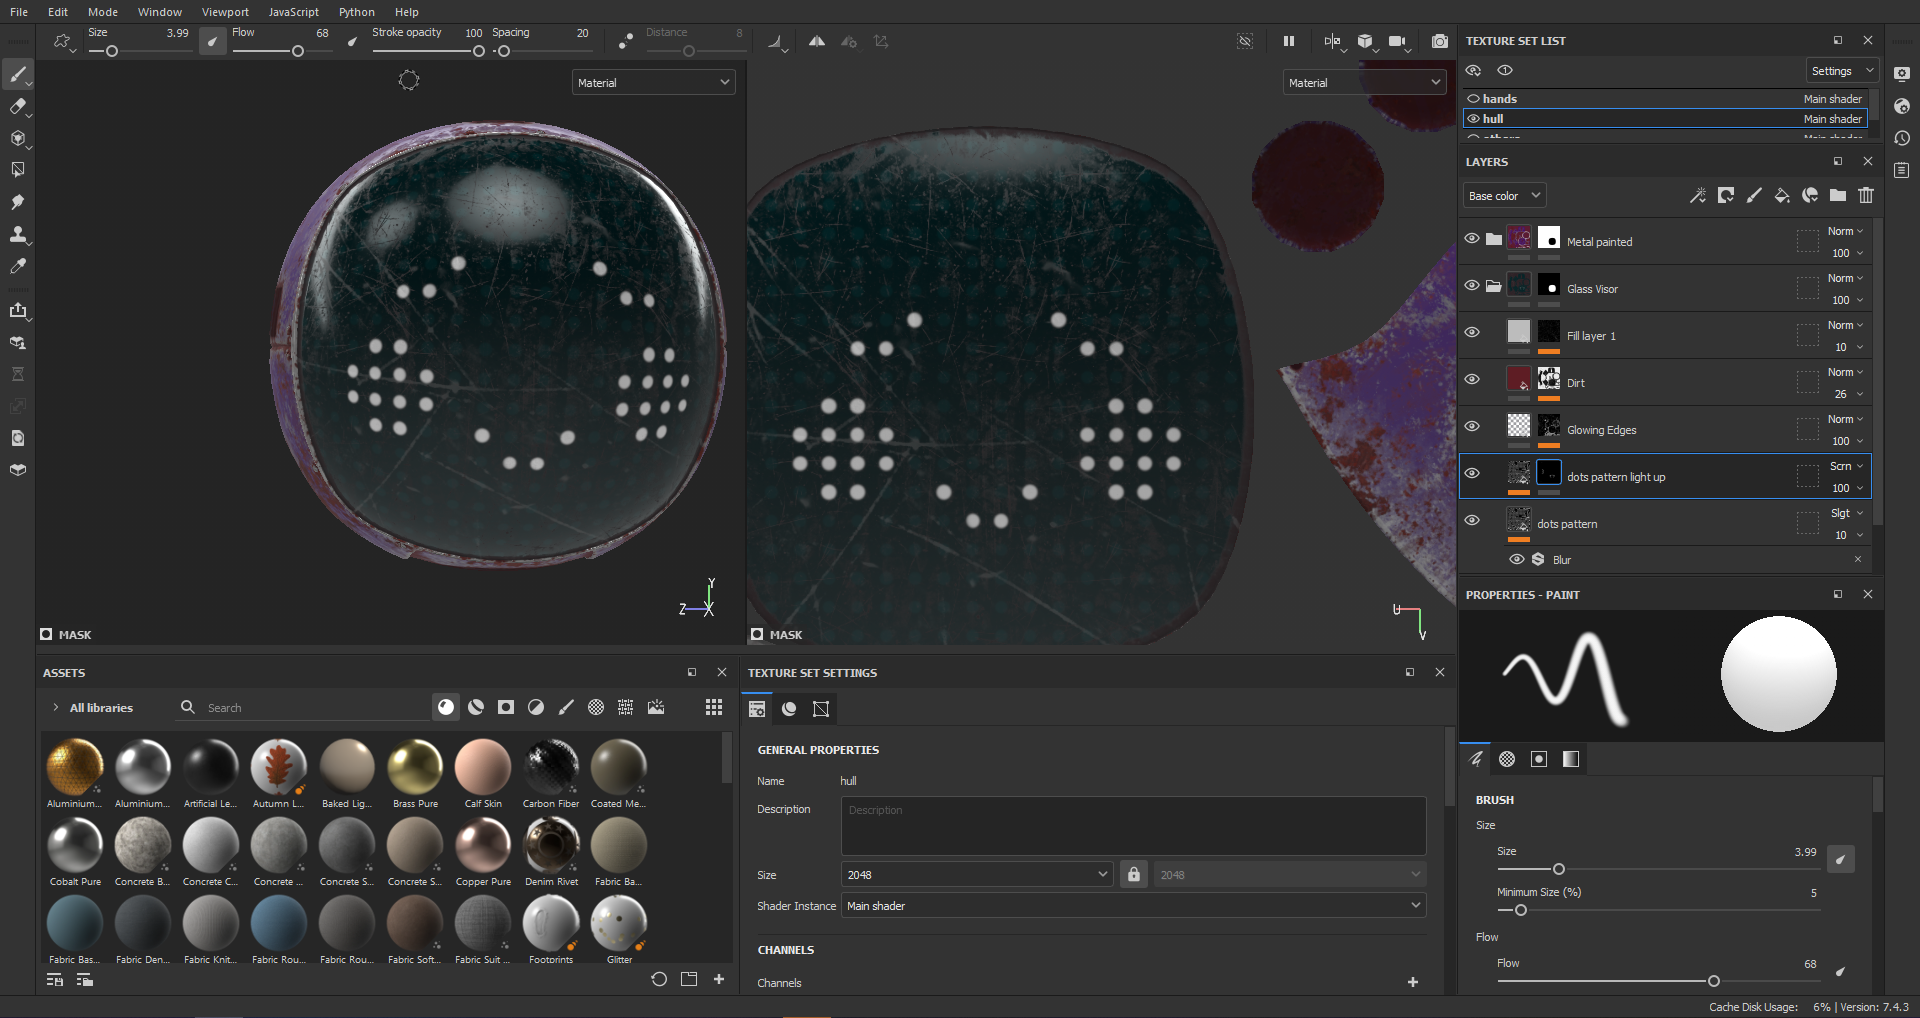 File Edit Mode Window Viewport JavaScript Python Help
Size 3.99 Flow 68 Stroke opacity 100 Spacing 20 Distance 8
Material
Material
Y
Z X
MASK
U
V
MASK
TEXTURE SET LIST
Settings
hands Main shader
hull Main shader
LAYERS
Base color
Metal painted Norm 100
Glass Visor Norm 100
Fill layer 1 Norm 10
Dirt Norm 26
Glowing Edges Norm 100
dots pattern light up Scrn 100
dots pattern Slgt 10
Blur
PROPERTIES - PAINT
BRUSH
Size
Size 3.99
Minimum Size (%) 5
Flow
Flow 68
ASSETS
All libraries Search
Aluminium... Aluminium... Artificial Le... Autumn L... Baked Lig... Brass Pure Calf Skin Carbon Fiber Coated Me...
Cobalt Pure Concrete B... Concrete C... Concrete ... Concrete S... Concrete S... Copper Pure Denim Rivet Fabric Ba...
Fabric Bas... Fabric Den... Fabric Knit... Fabric Rou... Fabric Rou... Fabric Soft... Fabric Suit ... Footprints Glitter
TEXTURE SET SETTINGS
GENERAL PROPERTIES
Name hull
Description Description
Size 2048 2048
Shader Instance Main shader
CHANNELS
Channels
Cache Disk Usage: 6% | Version: 7.4.3